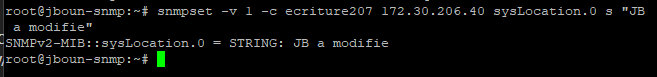 root@jboun-snmp:~# snmpset -v 1 -c ecriture207 172.30.206.40 sysLocation.0 s "JB
a modifie"
SNMPv2-MIB::sysLocation.0 = STRING: JB a modifie
root@jboun-snmp:~#